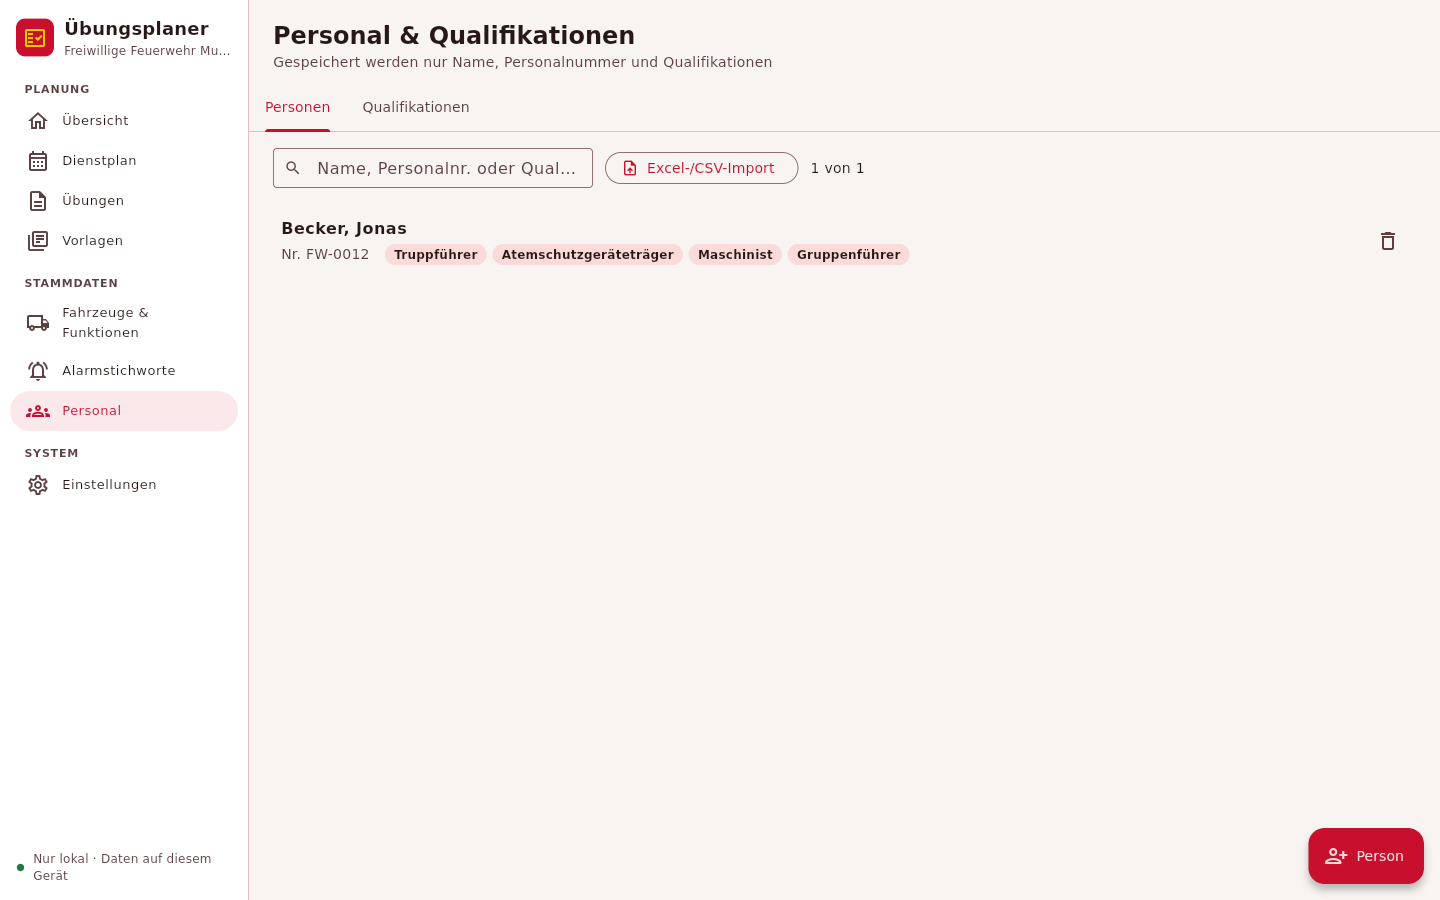 Übungsplaner
Freiwillige Feuerwehr Mu...
PLANUNG
Übersicht
Dienstplan
Übungen
Vorlagen
STAMMDATEN
Fahrzeuge &
Funktionen
Alarmstichworte
Personal
SYSTEM
Einstellungen
Nur lokal · Daten auf diesem
Gerät
Personal & Qualifikationen
Gespeichert werden nur Name, Personalnummer und Qualifikationen
Personen Qualifikationen
Name, Personalnr. oder Qual... Excel-/CSV-Import 1 von 1
Becker, Jonas
Nr. FW-0012 Truppführer Atemschutzgeräteträger Maschinist Gruppenführer
Person